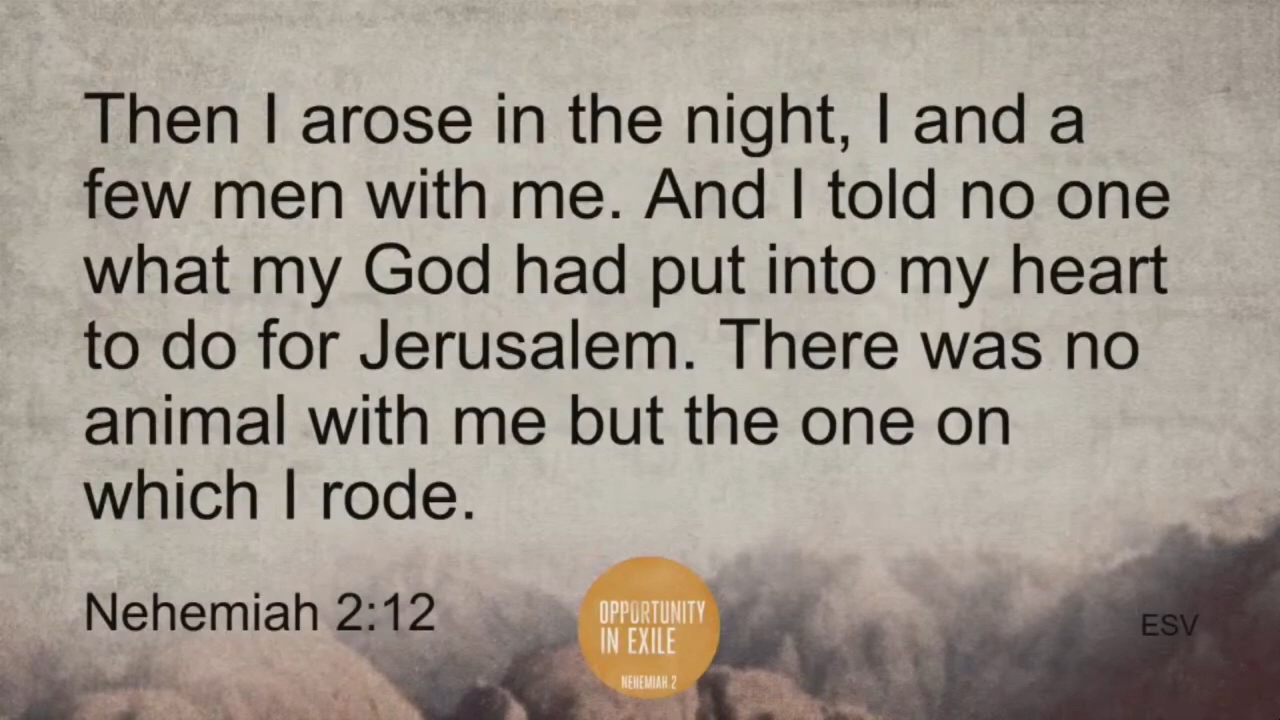 Then I arose in the night, I and a
few men with me. And I told no one
what my God had put into my heart
to do for Jerusalem. There was no
animal with me but the one on
which I rode.
Nehemiah 2:12
OPPORTUNITY
IN EXILE
NEHEMIAH 2
ESV